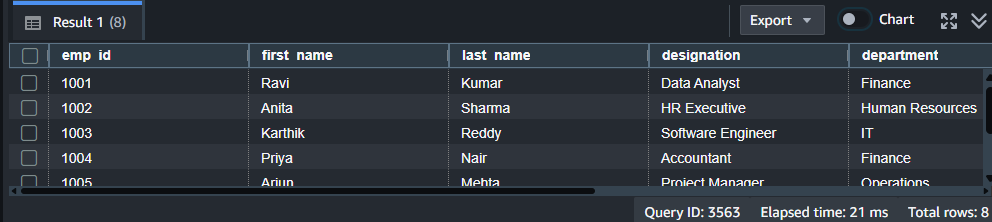 Result 1 (8) Export Chart
emp_id first_name last_name designation department
1001 Ravi Kumar Data Analyst Finance
1002 Anita Sharma HR Executive Human Resources
1003 Karthik Reddy Software Engineer IT
1004 Priya Nair Accountant Finance
1005 Arjun Mehta Project Manager Operations
Query ID: 3563 Elapsed time: 21 ms Total rows: 8